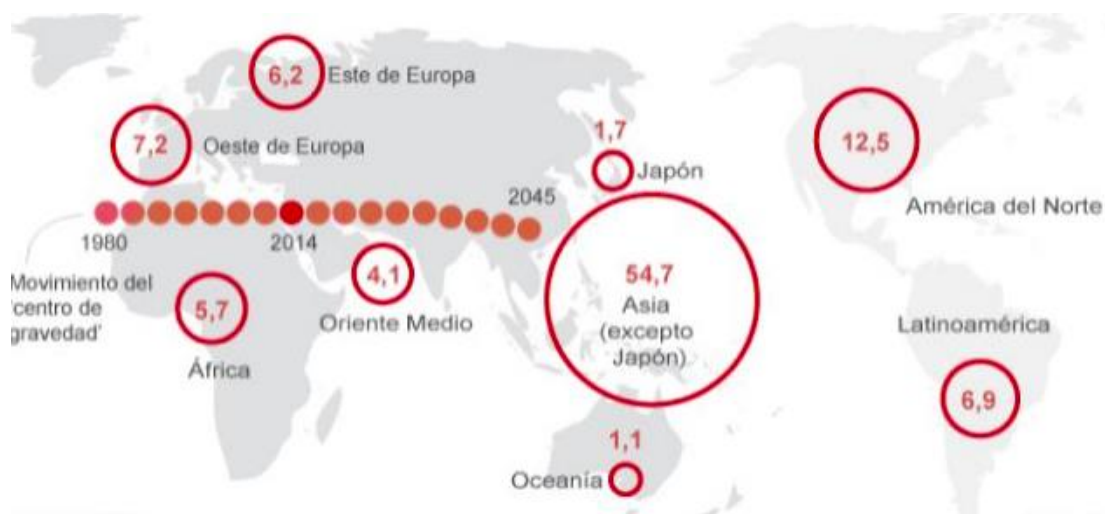 6,2
Este de Europa
7,2
Oeste de Europa
1,7
Japón
12,5
América del Norte
2045
1980
2014
Movimiento del
'centro de
gravedad'
4,1
Oriente Medio
5,7
África
54,7
Asia
(excepto
Japón)
Latinoamérica
6,9
1,1
Oceanía